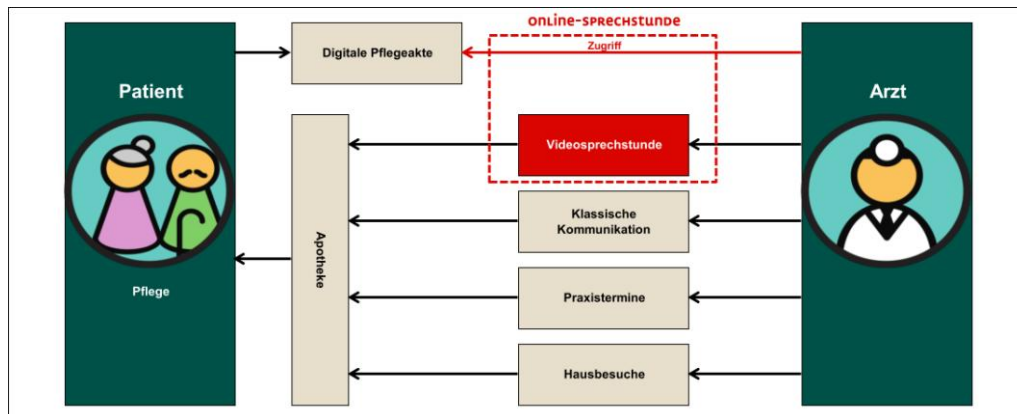 ONLINE-SPRECHSTUNDE
Digitale Pflegeakte
Zugriff
Patient
Arzt
Videosprechstunde
Klassische
Kommunikation
Apotheke
Pflege
Praxistermine
Hausbesuche